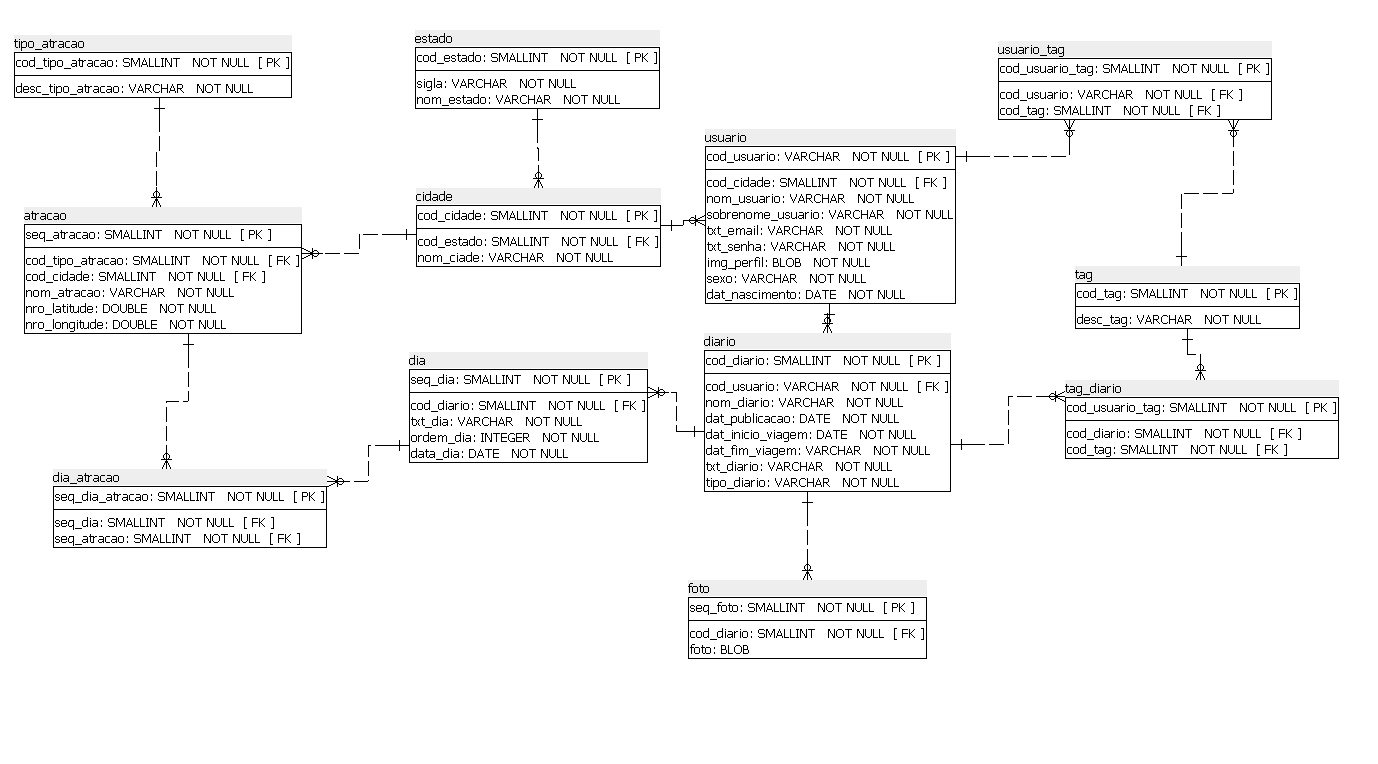 tipo_atracao
cod_tipo_atracao: SMALLINT NOT NULL [ PK ]
desc_tipo_atracao: VARCHAR NOT NULL
estado
cod_estado: SMALLINT NOT NULL [ PK ]
sigla: VARCHAR NOT NULL
nom_estado: VARCHAR NOT NULL
usuario_tag
cod_usuario_tag: SMALLINT NOT NULL [ PK ]
cod_usuario: VARCHAR NOT NULL [ FK ]
cod_tag: SMALLINT NOT NULL [ FK ]
usuario
cod_usuario: VARCHAR NOT NULL [ PK ]
cod_cidade: SMALLINT NOT NULL [ FK ]
nom_usuario: VARCHAR NOT NULL
sobrenome_usuario: VARCHAR NOT NULL
txt_email: VARCHAR NOT NULL
txt_senha: VARCHAR NOT NULL
img_perfil: BLOB NOT NULL
sexo: VARCHAR NOT NULL
dat_nascimento: DATE NOT NULL
cidade
cod_cidade: SMALLINT NOT NULL [ PK ]
cod_estado: SMALLINT NOT NULL [ FK ]
nom_ciade: VARCHAR NOT NULL
atracao
seq_atracao: SMALLINT NOT NULL [ PK ]
cod_tipo_atracao: SMALLINT NOT NULL [ FK ]
cod_cidade: SMALLINT NOT NULL [ FK ]
nom_atracao: VARCHAR NOT NULL
nro_latitude: DOUBLE NOT NULL
nro_longitude: DOUBLE NOT NULL
tag
cod_tag: SMALLINT NOT NULL [ PK ]
desc_tag: VARCHAR NOT NULL
diario
cod_diario: SMALLINT NOT NULL [ PK ]
cod_usuario: VARCHAR NOT NULL [ FK ]
nom_diario: VARCHAR NOT NULL
dat_publicacao: DATE NOT NULL
dat_inicio_viagem: DATE NOT NULL
dat_fim_viagem: VARCHAR NOT NULL
txt_diario: VARCHAR NOT NULL
tipo_diario: VARCHAR NOT NULL
dia
seq_dia: SMALLINT NOT NULL [ PK ]
cod_diario: SMALLINT NOT NULL [ FK ]
txt_dia: VARCHAR NOT NULL
ordem_dia: INTEGER NOT NULL
data_dia: DATE NOT NULL
tag_diario
cod_usuario_tag: SMALLINT NOT NULL [ PK ]
cod_diario: SMALLINT NOT NULL [ FK ]
cod_tag: SMALLINT NOT NULL [ FK ]
dia_atracao
seq_dia_atracao: SMALLINT NOT NULL [ PK ]
seq_dia: SMALLINT NOT NULL [ FK ]
seq_atracao: SMALLINT NOT NULL [ FK ]
foto
seq_foto: SMALLINT NOT NULL [ PK ]
cod_diario: SMALLINT NOT NULL [ FK ]
foto: BLOB